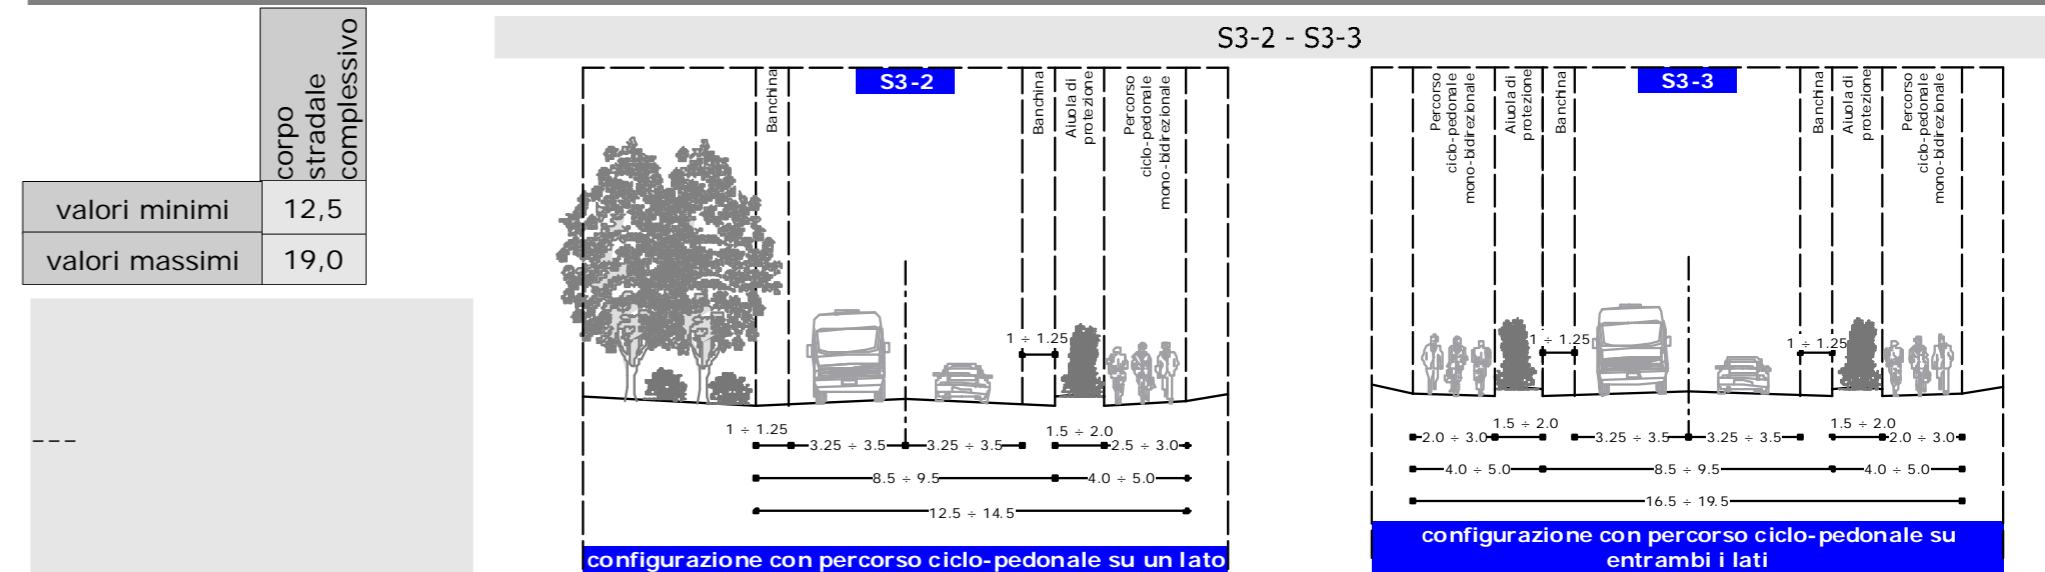 corpo
stradale
complessivo
valori minimi 12,5
valori massimi 19,0
---
S3-2 - S3-3
S3-2
Banchina
Banchina
Aiuola di
protezione
Percorso
ciclo-pedonale
mono-bidirezionale
1 ÷ 1.25
1 ÷ 1.25
3.25 ÷ 3.5
3.25 ÷ 3.5
1.5 ÷ 2.0
2.5 ÷ 3.0
8.5 ÷ 9.5
4.0 ÷ 5.0
12.5 ÷ 14.5
configurazione con percorso ciclo-pedonale su un lato
S3-3
Percorso
ciclo-pedonale
mono-bidirezionale
Aiuola di
protezione
Banchina
Banchina
Aiuola di
protezione
Percorso
ciclo-pedonale
mono-bidirezionale
1 ÷ 1.25
1 ÷ 1.25
2.0 ÷ 3.0
1.5 ÷ 2.0
3.25 ÷ 3.5
3.25 ÷ 3.5
1.5 ÷ 2.0
2.0 ÷ 3.0
4.0 ÷ 5.0
8.5 ÷ 9.5
4.0 ÷ 5.0
16.5 ÷ 19.5
configurazione con percorso ciclo-pedonale su
entrambi i lati